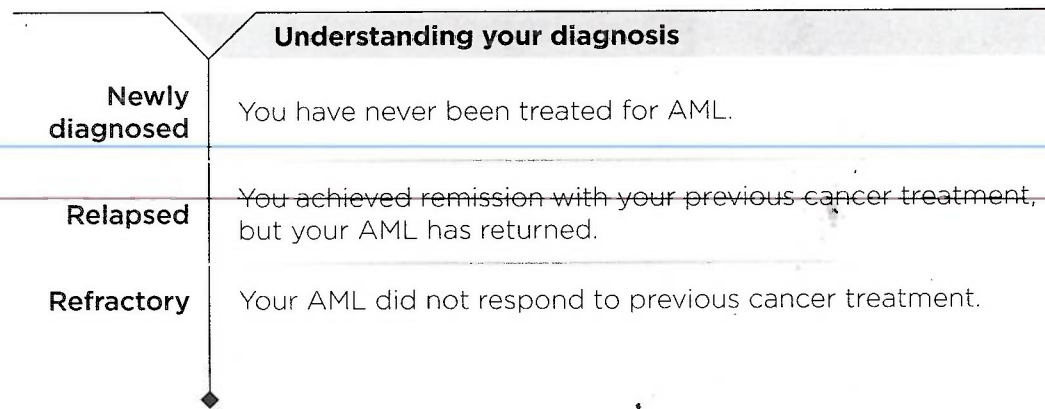 Understanding your diagnosis
Newly
diagnosed
You have never been treated for AML.
Relapsed
You achieved remission with your previous cancer treatment,
but your AML has returned.
Refractory
Your AML did not respond to previous cancer treatment.